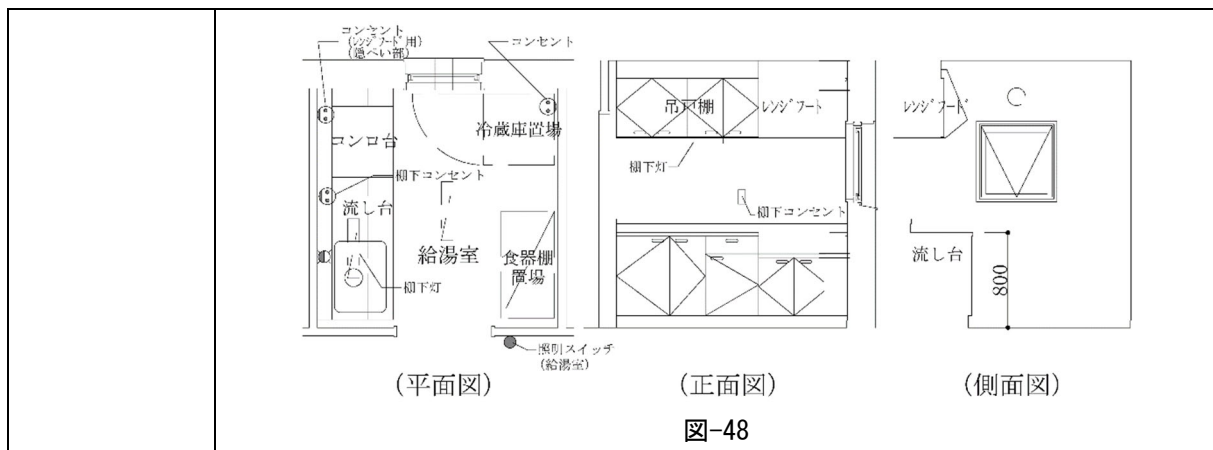 コンセント
(レンジフード用)
(隠ぺい部)
コンセント
コンロ台
冷蔵庫置場
棚下コンセント
流し台
給湯室
食器棚
置場
棚下灯
照明スイッチ
(給湯室)
(平面図)
吊戸棚
レンジフード
棚下灯
棚下コンセント
(正面図)
レンジフード
流し台
800
(側面図)
図-48